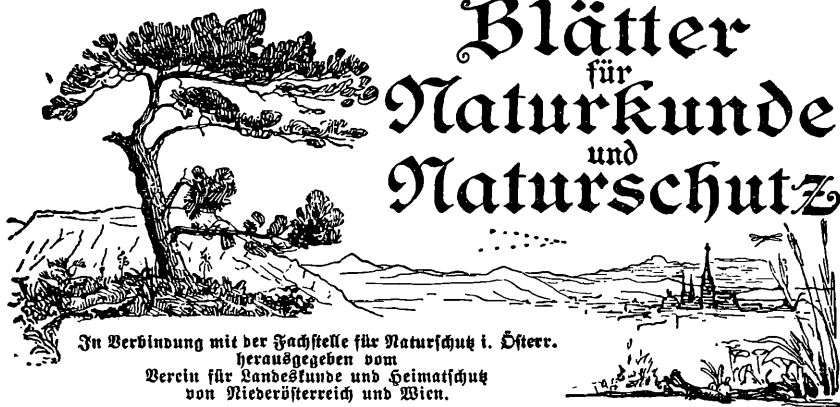 Blätter
für
Naturkunde
und
Naturschutz
In Verbindung mit der Fachstelle für Naturschutz i. Österr.
herausgegeben vom
Verein für Landeskunde und Heimatschutz
von Niederösterreich und Wien.